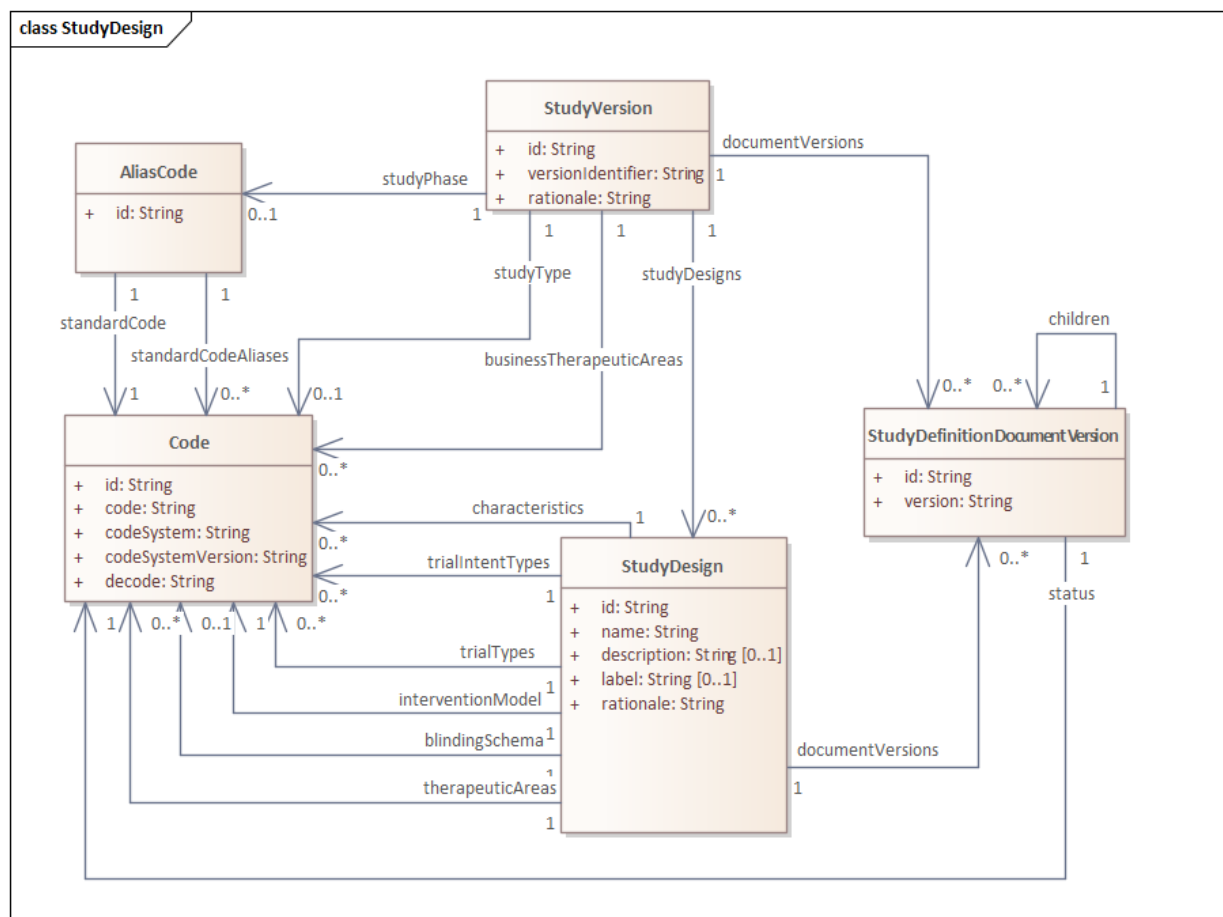 class StudyDesign
StudyVersion
+ id: String
+ versionIdentifier: String
+ rationale: String
documentVersions
1
0..*
AliasCode
+ id: String
studyPhase
0..1
1
1
studyType
1
1
studyDesigns
1
standardCode
1
standardCodeAliases
businessTherapeuticAreas
children
1
0..*
0..1
0..*
1
Code
+ id: String
+ code: String
+ codeSystem: String
+ codeSystemVersion: String
+ decode: String
0..*
StudyDefinitionDocumentVersion
+ id: String
+ version: String
characteristics
1
0..*
0..*
trialIntentTypes
1
0..*
StudyDesign
+ id: String
+ name: String
+ description: String [0..1]
+ label: String [0..1]
+ rationale: String
0..*
1
status
1
0..*
0..1
1
0..*
trialTypes
1
interventionModel
1
blindingSchema
1
therapeuticAreas
1
documentVersions
1